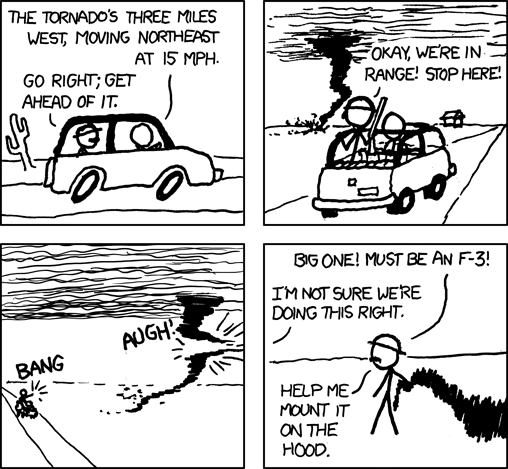 THE TORNADO'S THREE MILES
WEST, MOVING NORTHEAST
AT 15 MPH.
GO RIGHT; GET
AHEAD OF IT.
OKAY, WE'RE IN
RANGE! STOP HERE!
BANG
AUGH!
BIG ONE! MUST BE AN F-3!
I'M NOT SURE WE'RE
DOING THIS RIGHT.
HELP ME
MOUNT IT
ON THE
HOOD.